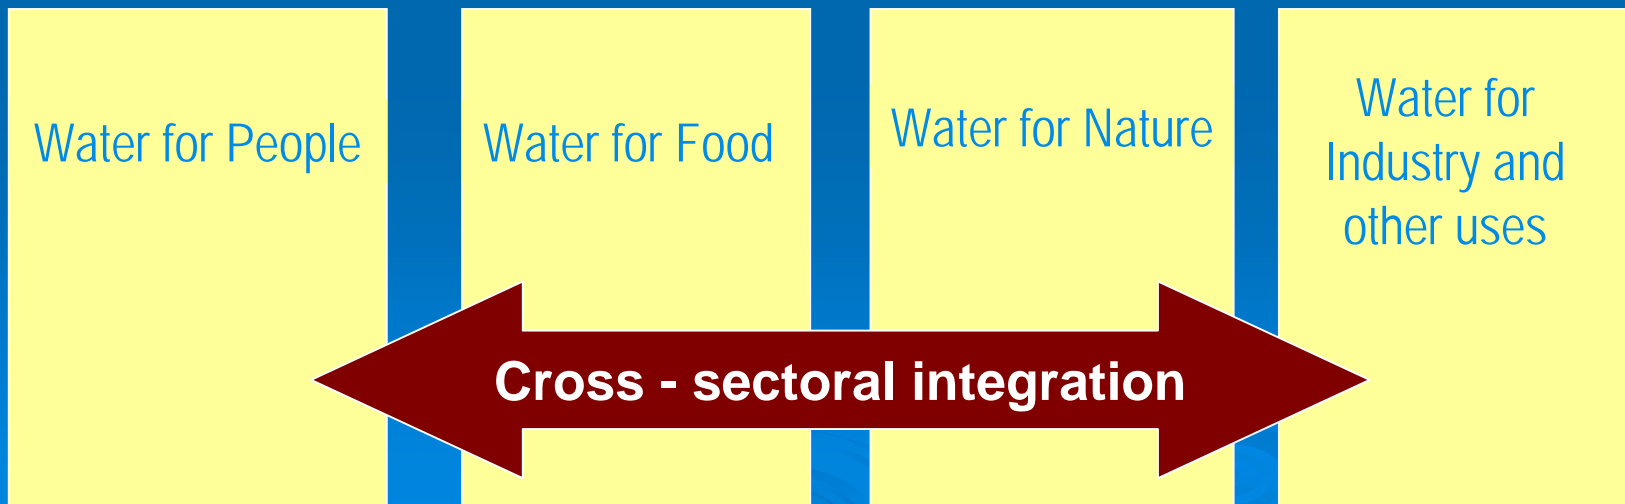 Water for People
Water for Food
Water for Nature
Water for
Industry and
other uses
Cross - sectoral integration